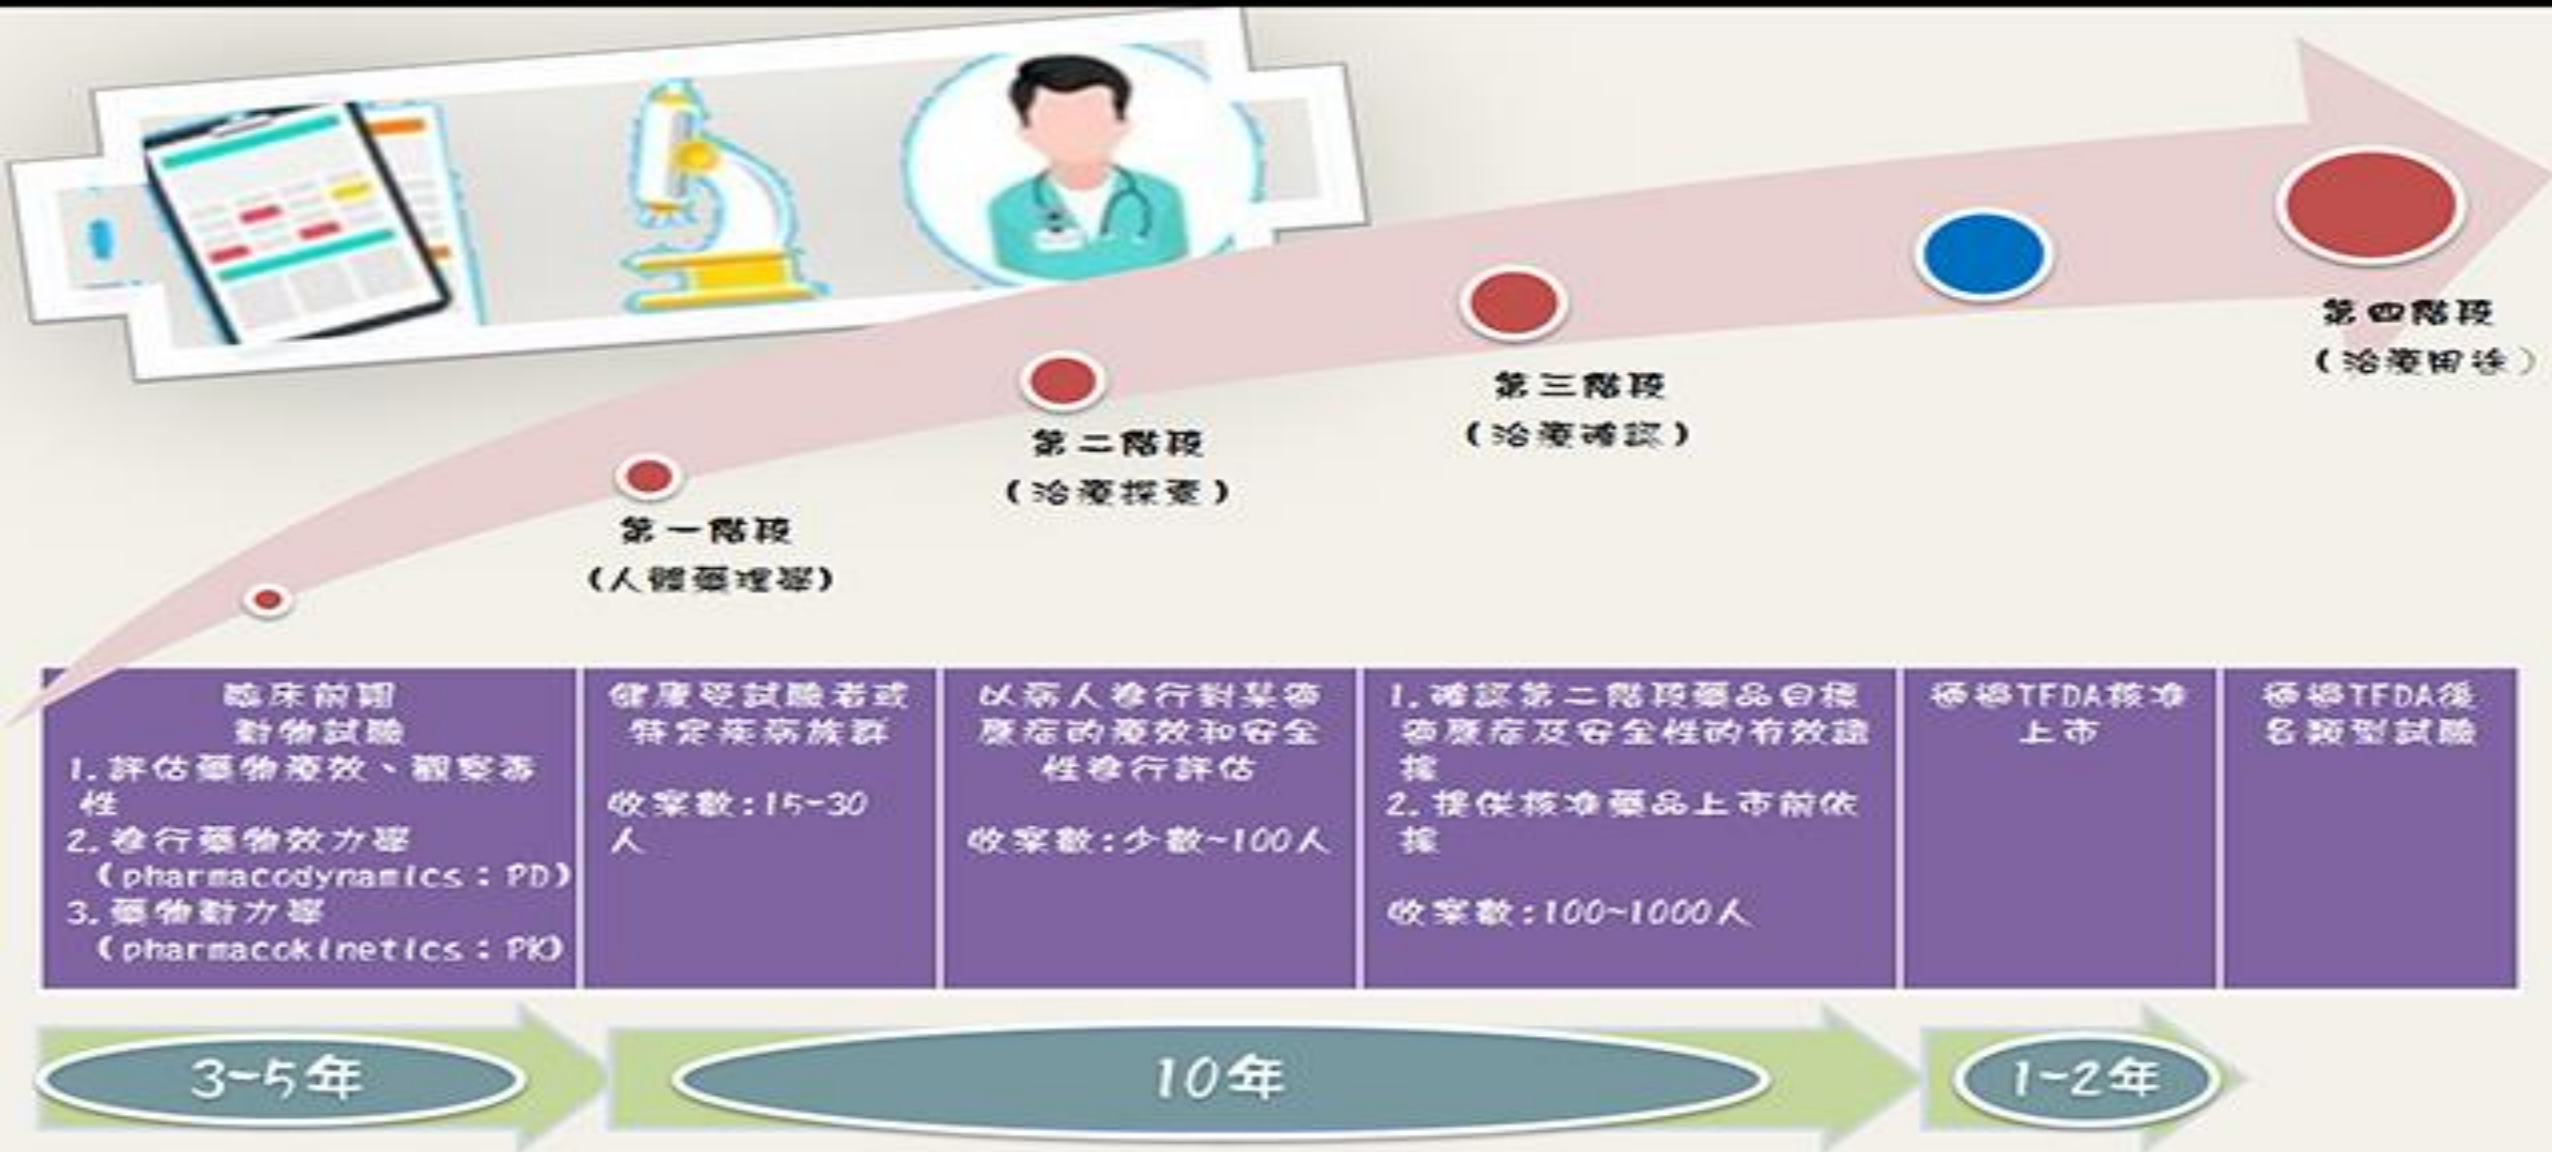 第四階段
(治療用途)
第三階段
(治療確認)
第二階段
(治療探索)
第一階段
(人體藥理學)
臨床前期
動物試驗
1.評估藥物療效、觀察毒
性
2.進行藥物效力學
(pharmacodynamics：PD)
3.藥物動力學
(pharmacokinetics：PK)
健康受試驗者或
特定疾病族群
收案數:15-30
人
以病人進行對某適
應症的療效和安全
性進行評估
收案數:少數~100人
1.確認第二階段藥品目標
適應症及安全性的有效證
據
2.提供核准藥品上市前依
據
收案數:100~1000人
通過TFDA核准
上市
通過TFDA後
各類型試驗
3-5年
10年
1-2年